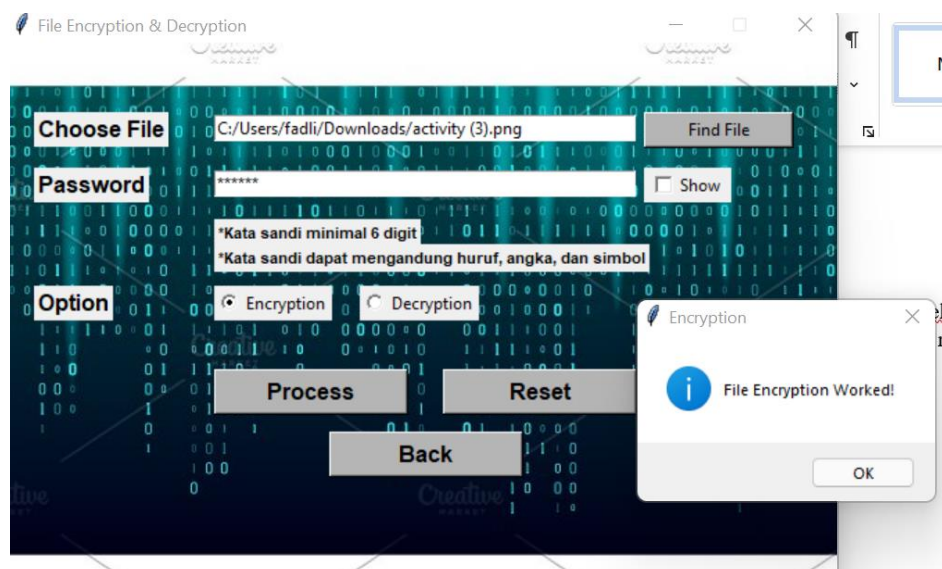 File Encryption & Decryption
Choose File
C:/Users/fadli/Downloads/activity (3).png
Find File
Password
******
Show
*Kata sandi minimal 6 digit
*Kata sandi dapat mengandung huruf, angka, dan simbol
Option
Encryption
Decryption
Process
Reset
Back
Encryption
File Encryption Worked!
OK
Creative
MARKET